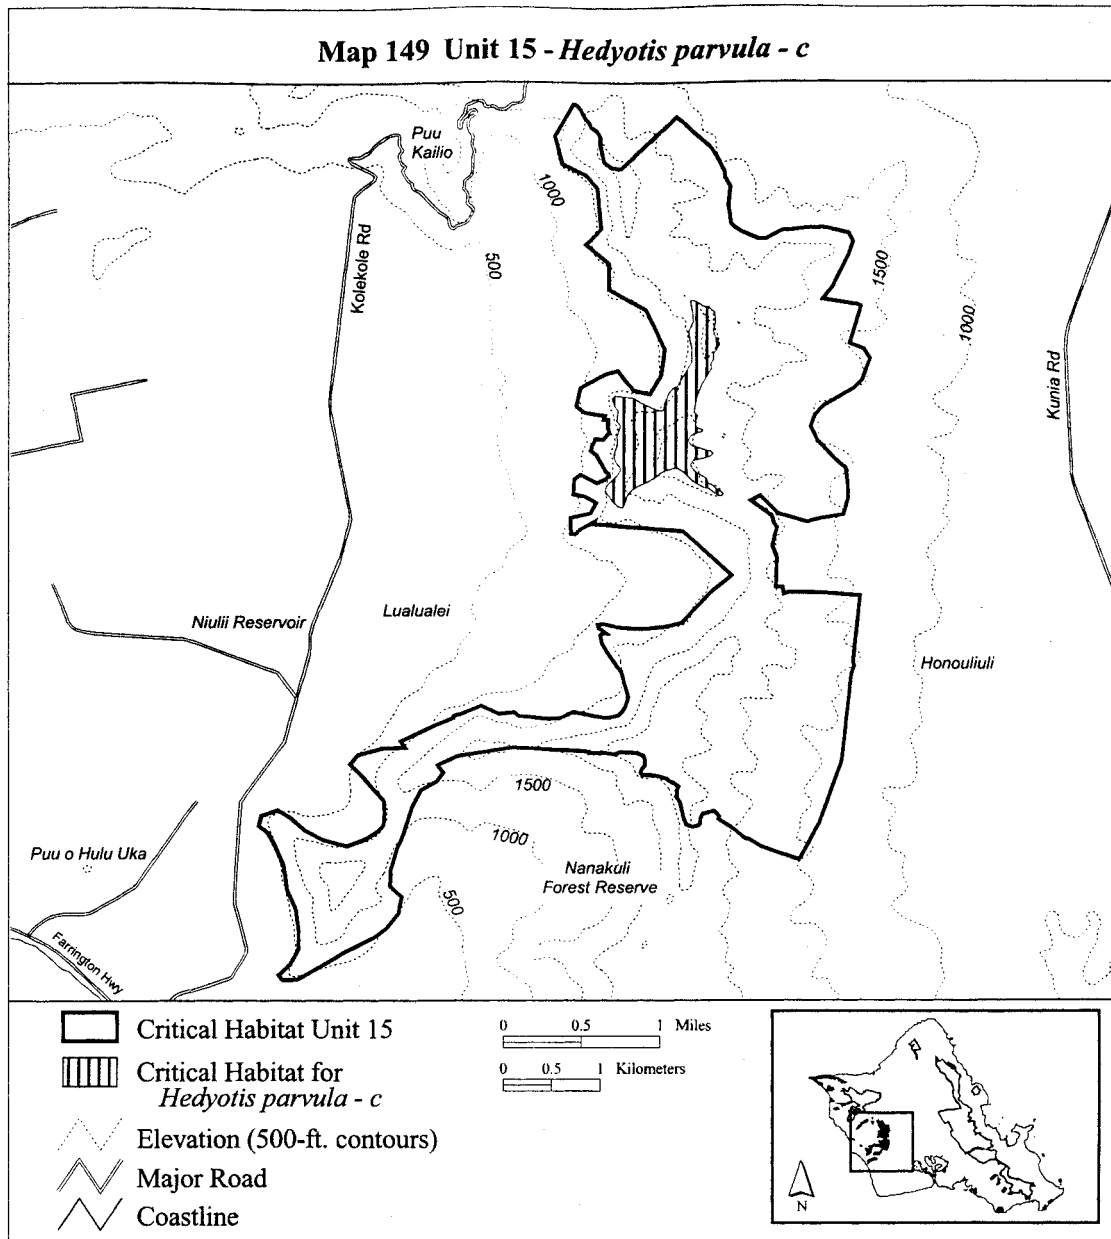 Map 149 Unit 15 - Hedyotis parvula - c
Puu
Kailio
1000
Kolekole Rd
500
1500
1000
Kunia Rd
Niulii Reservoir
Lualualei
Honouliuli
1500
1000
Puu o Hulu Uka
Nanakuli
Forest Reserve
500
Farrington Hwy
Critical Habitat Unit 15
Critical Habitat for
Hedyotis parvula - c
Elevation (500-ft. contours)
Major Road
Coastline
0 0.5 1 Miles
0 0.5 1 Kilometers
N